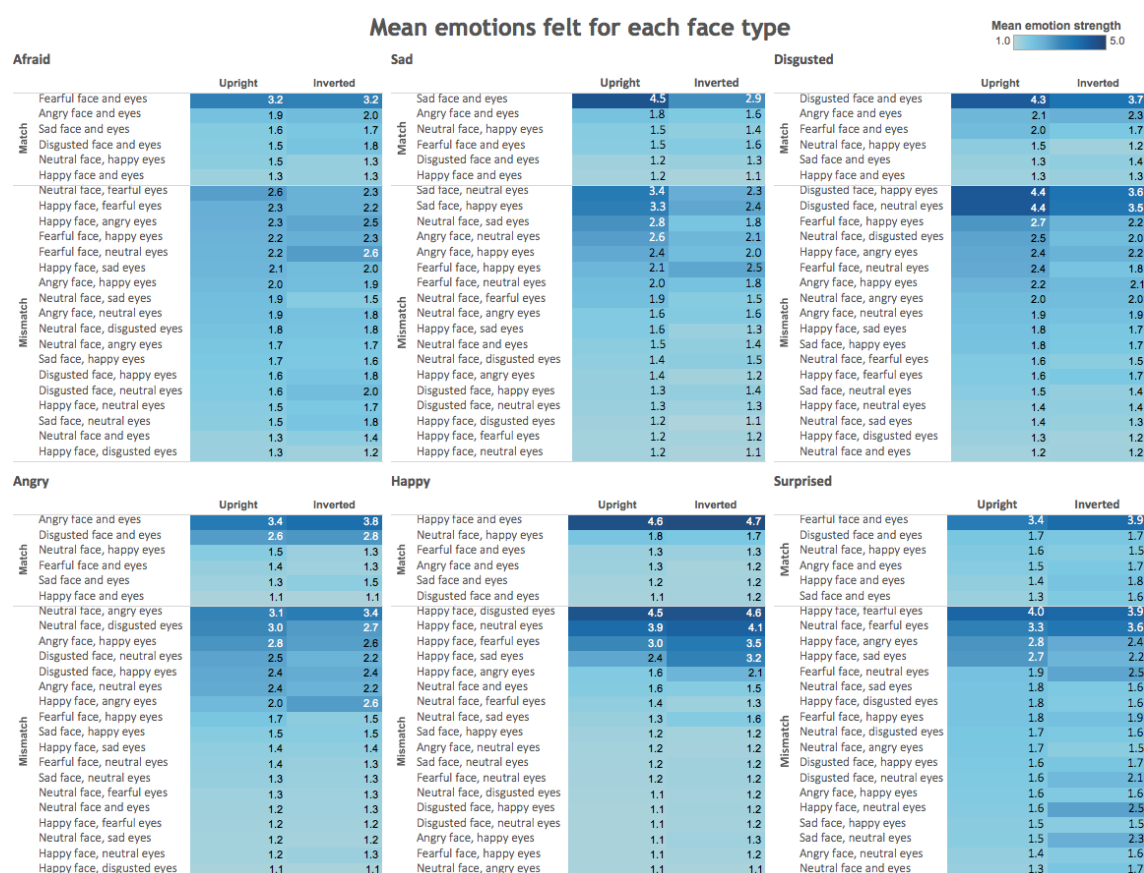 Mean emotions felt for each face type
Mean emotion strength
1.0 5.0
Afraid
Upright Inverted
Match
Fearful face and eyes 3.2 3.2
Angry face and eyes 1.9 2.0
Sad face and eyes 1.6 1.7
Disgusted face and eyes 1.5 1.8
Neutral face, happy eyes 1.5 1.3
Happy face and eyes 1.3 1.3
Mismatch
Neutral face, fearful eyes 2.6 2.3
Happy face, fearful eyes 2.3 2.2
Happy face, angry eyes 2.3 2.5
Fearful face, happy eyes 2.2 2.3
Fearful face, neutral eyes 2.2 2.6
Happy face, sad eyes 2.1 2.0
Angry face, happy eyes 2.0 1.9
Neutral face, sad eyes 1.9 1.5
Angry face, neutral eyes 1.9 1.8
Neutral face, disgusted eyes 1.8 1.8
Neutral face, angry eyes 1.7 1.7
Sad face, happy eyes 1.7 1.6
Disgusted face, happy eyes 1.6 1.8
Disgusted face, neutral eyes 1.6 2.0
Happy face, neutral eyes 1.5 1.7
Sad face, neutral eyes 1.5 1.8
Neutral face and eyes 1.3 1.4
Happy face, disgusted eyes 1.3 1.2
Sad
Upright Inverted
Match
Sad face and eyes 4.5 2.9
Angry face and eyes 1.8 1.6
Neutral face, happy eyes 1.5 1.4
Fearful face and eyes 1.5 1.6
Disgusted face and eyes 1.2 1.3
Happy face and eyes 1.2 1.1
Mismatch
Sad face, neutral eyes 3.4 2.3
Sad face, happy eyes 3.3 2.4
Neutral face, sad eyes 2.8 1.8
Angry face, neutral eyes 2.6 2.1
Angry face, happy eyes 2.4 2.0
Fearful face, happy eyes 2.1 2.5
Fearful face, neutral eyes 2.0 1.8
Neutral face, fearful eyes 1.9 1.5
Neutral face, angry eyes 1.6 1.6
Happy face, sad eyes 1.6 1.3
Neutral face and eyes 1.5 1.4
Neutral face, disgusted eyes 1.4 1.5
Happy face, angry eyes 1.4 1.2
Disgusted face, happy eyes 1.3 1.4
Disgusted face, neutral eyes 1.3 1.3
Happy face, disgusted eyes 1.2 1.1
Happy face, fearful eyes 1.2 1.2
Happy face, neutral eyes 1.2 1.1
Disgusted
Upright Inverted
Match
Disgusted face and eyes 4.3 3.7
Angry face and eyes 2.1 2.3
Fearful face and eyes 2.0 1.7
Neutral face, happy eyes 1.5 1.2
Sad face and eyes 1.3 1.4
Happy face and eyes 1.3 1.3
Mismatch
Disgusted face, happy eyes 4.4 3.6
Disgusted face, neutral eyes 4.4 3.5
Fearful face, happy eyes 2.7 2.2
Neutral face, disgusted eyes 2.5 2.0
Happy face, angry eyes 2.4 2.2
Fearful face, neutral eyes 2.4 1.8
Angry face, happy eyes 2.2 2.1
Neutral face, angry eyes 2.0 2.0
Angry face, neutral eyes 1.9 1.9
Happy face, sad eyes 1.8 1.7
Sad face, happy eyes 1.8 1.7
Neutral face, fearful eyes 1.6 1.5
Happy face, fearful eyes 1.6 1.7
Sad face, neutral eyes 1.5 1.4
Happy face, neutral eyes 1.4 1.4
Neutral face, sad eyes 1.4 1.3
Happy face, disgusted eyes 1.3 1.2
Neutral face and eyes 1.2 1.2
Angry
Upright Inverted
Match
Angry face and eyes 3.4 3.8
Disgusted face and eyes 2.6 2.8
Neutral face, happy eyes 1.5 1.3
Fearful face and eyes 1.4 1.3
Sad face and eyes 1.3 1.5
Happy face and eyes 1.1 1.1
Mismatch
Neutral face, angry eyes 3.1 3.4
Neutral face, disgusted eyes 3.0 2.7
Angry face, happy eyes 2.8 2.6
Disgusted face, neutral eyes 2.5 2.2
Disgusted face, happy eyes 2.4 2.4
Angry face, neutral eyes 2.4 2.2
Happy face, angry eyes 2.0 2.6
Fearful face, happy eyes 1.7 1.5
Sad face, happy eyes 1.5 1.5
Happy face, sad eyes 1.4 1.4
Fearful face, neutral eyes 1.4 1.3
Sad face, neutral eyes 1.3 1.3
Neutral face, fearful eyes 1.3 1.3
Neutral face and eyes 1.2 1.3
Happy face, fearful eyes 1.2 1.2
Neutral face, sad eyes 1.2 1.2
Happy face, neutral eyes 1.2 1.3
Happy face, disgusted eyes 1.1 1.1
Happy
Upright Inverted
Match
Happy face and eyes 4.6 4.7
Neutral face, happy eyes 1.8 1.7
Fearful face and eyes 1.3 1.3
Angry face and eyes 1.3 1.2
Sad face and eyes 1.2 1.2
Disgusted face and eyes 1.1 1.2
Mismatch
Happy face, disgusted eyes 4.5 4.6
Happy face, neutral eyes 3.9 4.1
Happy face, fearful eyes 3.0 3.5
Happy face, sad eyes 2.4 3.2
Happy face, angry eyes 1.6 2.1
Neutral face and eyes 1.6 1.5
Neutral face, fearful eyes 1.4 1.3
Neutral face, sad eyes 1.3 1.6
Sad face, happy eyes 1.2 1.2
Angry face, neutral eyes 1.2 1.2
Sad face, neutral eyes 1.2 1.2
Fearful face, neutral eyes 1.2 1.2
Neutral face, disgusted eyes 1.1 1.2
Disgusted face, happy eyes 1.1 1.2
Disgusted face, neutral eyes 1.1 1.2
Angry face, happy eyes 1.1 1.3
Fearful face, happy eyes 1.1 1.2
Neutral face, angry eyes 1.1 1.1
Surprised
Upright Inverted
Match
Fearful face and eyes 3.4 3.9
Disgusted face and eyes 1.7 1.7
Neutral face, happy eyes 1.6 1.5
Angry face and eyes 1.5 1.7
Happy face and eyes 1.4 1.8
Sad face and eyes 1.3 1.6
Mismatch
Happy face, fearful eyes 4.0 3.9
Neutral face, fearful eyes 3.3 3.6
Happy face, angry eyes 2.8 2.4
Happy face, sad eyes 2.7 2.2
Fearful face, neutral eyes 1.9 2.5
Neutral face, sad eyes 1.8 1.6
Happy face, disgusted eyes 1.8 1.6
Fearful face, happy eyes 1.8 1.9
Neutral face, disgusted eyes 1.7 1.6
Neutral face, angry eyes 1.7 1.5
Disgusted face, happy eyes 1.6 1.7
Disgusted face, neutral eyes 1.6 2.1
Angry face, happy eyes 1.6 1.6
Happy face, neutral eyes 1.6 2.5
Sad face, happy eyes 1.5 1.5
Sad face, neutral eyes 1.5 2.3
Angry face, neutral eyes 1.4 1.6
Neutral face and eyes 1.3 1.7